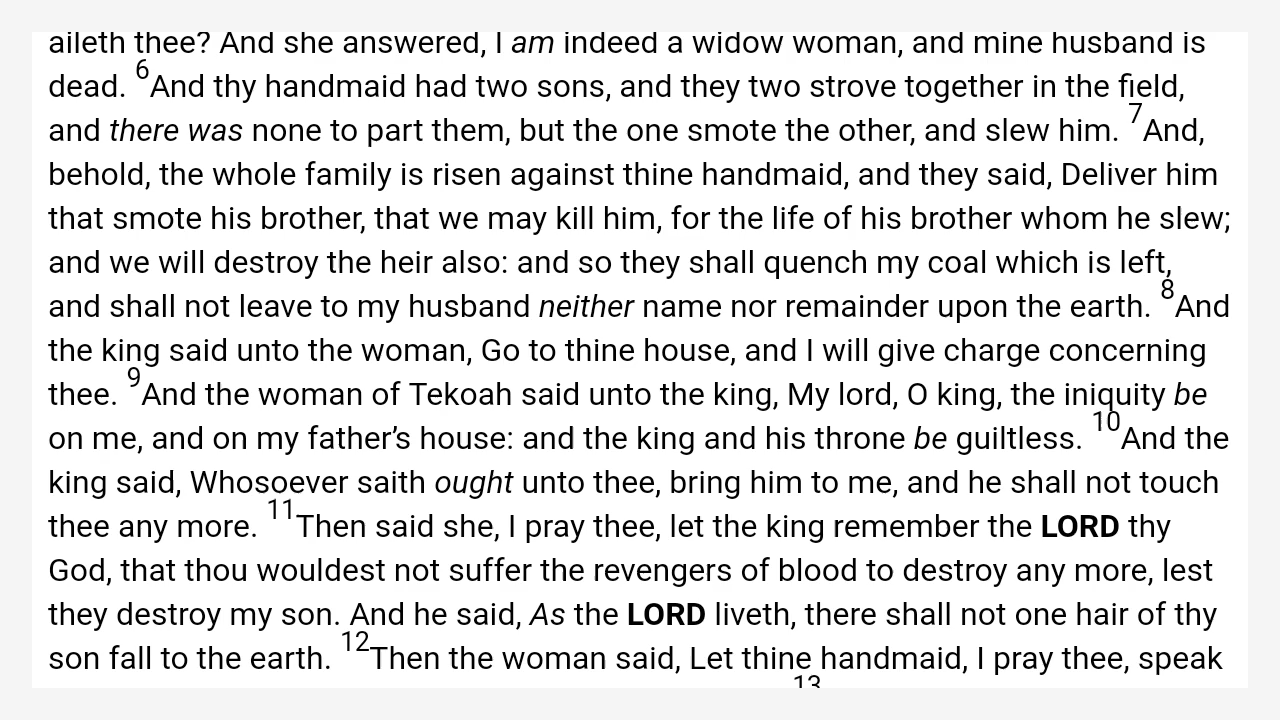 aileth thee? And she answered, I am indeed a widow woman, and mine husband is
dead. 6And thy handmaid had two sons, and they two strove together in the field,
and there was none to part them, but the one smote the other, and slew him. 7And,
behold, the whole family is risen against thine handmaid, and they said, Deliver him
that smote his brother, that we may kill him, for the life of his brother whom he slew;
and we will destroy the heir also: and so they shall quench my coal which is left,
and shall not leave to my husband neither name nor remainder upon the earth. 8And
the king said unto the woman, Go to thine house, and I will give charge concerning
thee. 9And the woman of Tekoah said unto the king, My lord, O king, the iniquity be
on me, and on my father’s house: and the king and his throne be guiltless. 10And the
king said, Whosoever saith ought unto thee, bring him to me, and he shall not touch
thee any more. 11Then said she, I pray thee, let the king remember the LORD thy
God, that thou wouldest not suffer the revengers of blood to destroy any more, lest
they destroy my son. And he said, As the LORD liveth, there shall not one hair of thy
son fall to the earth. 12Then the woman said, Let thine handmaid, I pray thee, speak
13